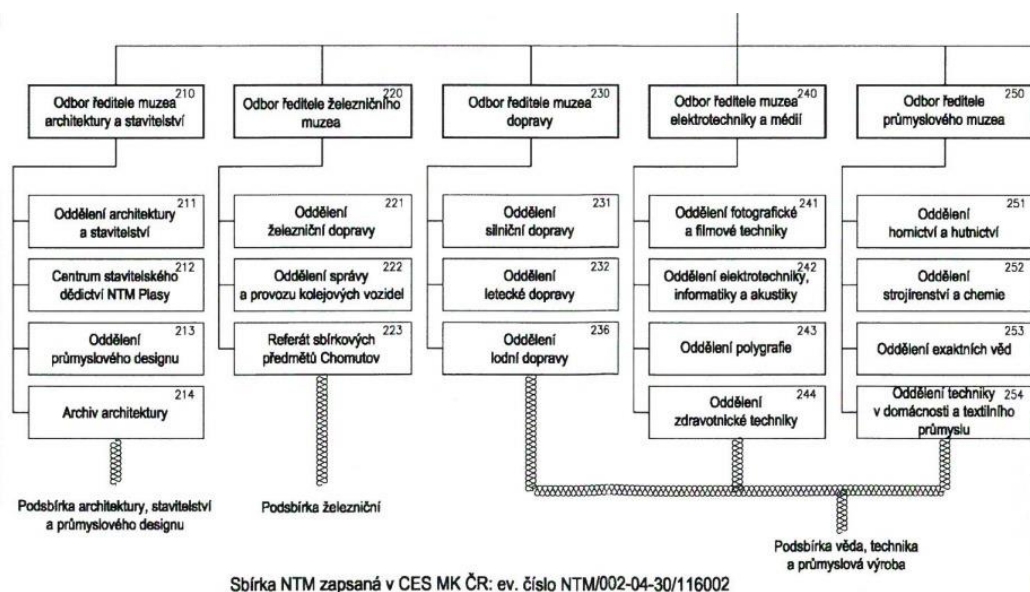 210
Odbor ředitele muzea
architektury a stavitelství
220
Odbor ředitele železničního
muzea
230
Odbor ředitele muzea
dopravy
240
Odbor ředitele muzea
elektrotechniky a médií
250
Odbor ředitele
průmyslového muzea
211
Oddělení architektury
a stavitelství
212
Centrum stavitelského
dědictví NTM Plasy
213
Oddělení
průmyslového designu
214
Archiv architektury
221
Oddělení
železniční dopravy
222
Oddělení správy
a provozu kolejových vozidel
223
Referát sbírkových
předmětů Chomutov
231
Oddělení
silniční dopravy
232
Oddělení
letecké dopravy
236
Oddělení
lodní dopravy
241
Oddělení fotografické
a filmové techniky
242
Oddělení elektrotechniky,
informatiky a akustiky
243
Oddělení polygrafie
244
Oddělení
zdravotnické techniky
251
Oddělení
hornictví a hutnictví
252
Oddělení
strojírenství a chemie
253
Oddělení exaktních věd
254
Oddělení techniky
v domácnosti a textilního
průmyslu
Podsbírka architektury, stavitelství
a průmyslového designu
Podsbírka železniční
Podsbírka věda, technika
a průmyslová výroba
Sbírka NTM zapsaná v CES MK ČR: ev. číslo NTM/002-04-30/116002